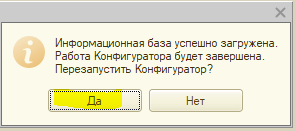 Информационная база успешно загружена.
Работа Конфигуратора будет завершена.
Перезапустить Конфигуратор?
Да
Нет